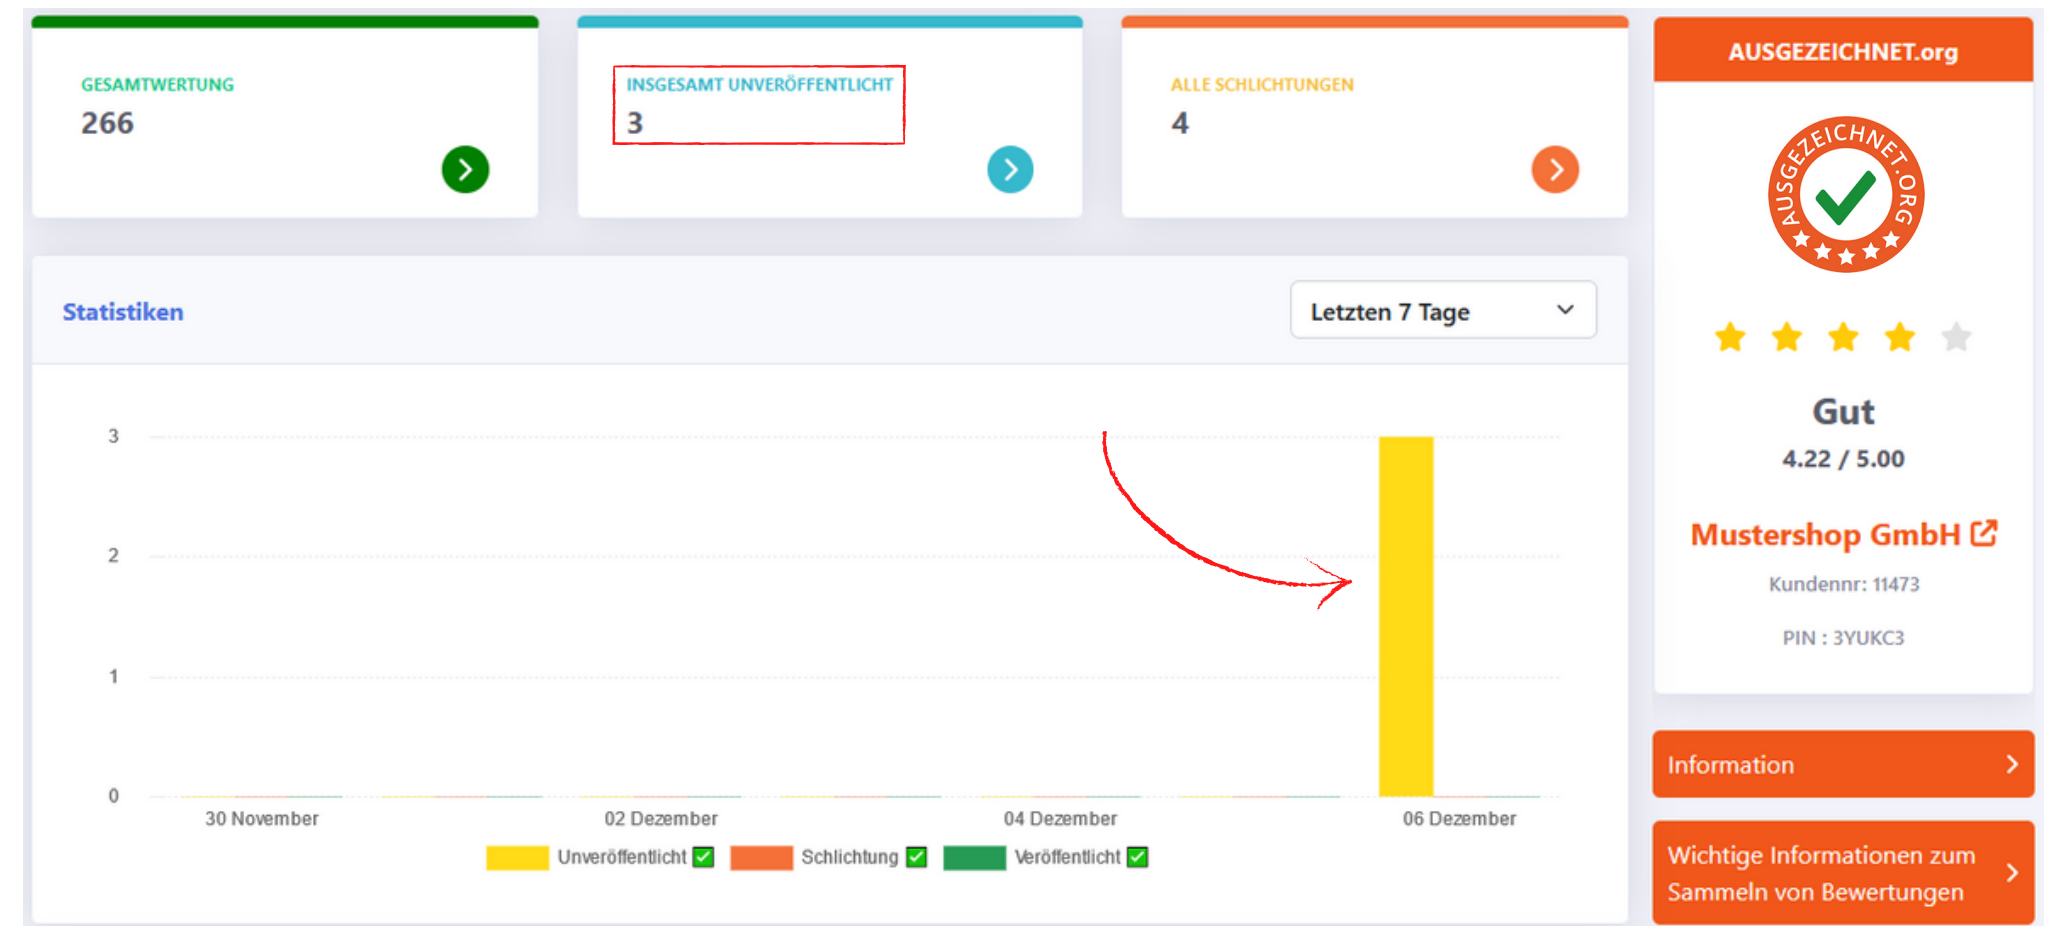 GESAMTWERTUNG
266
INSGESAMT UNVERÖFFENTLICHT
3
ALLE SCHLICHTUNGEN
4
Statistiken
Letzten 7 Tage
3
2
1
0
30 November
02 Dezember
04 Dezember
06 Dezember
Unveröffentlicht
Schlichtung
Veröffentlicht
AUSGEZEICHNET.org
AUSGEZEICHNET.ORG
Gut
4.22 / 5.00
Mustershop GmbH
Kundennr: 11473
PIN : 3YUKC3
Information
Wichtige Informationen zum
Sammeln von Bewertungen